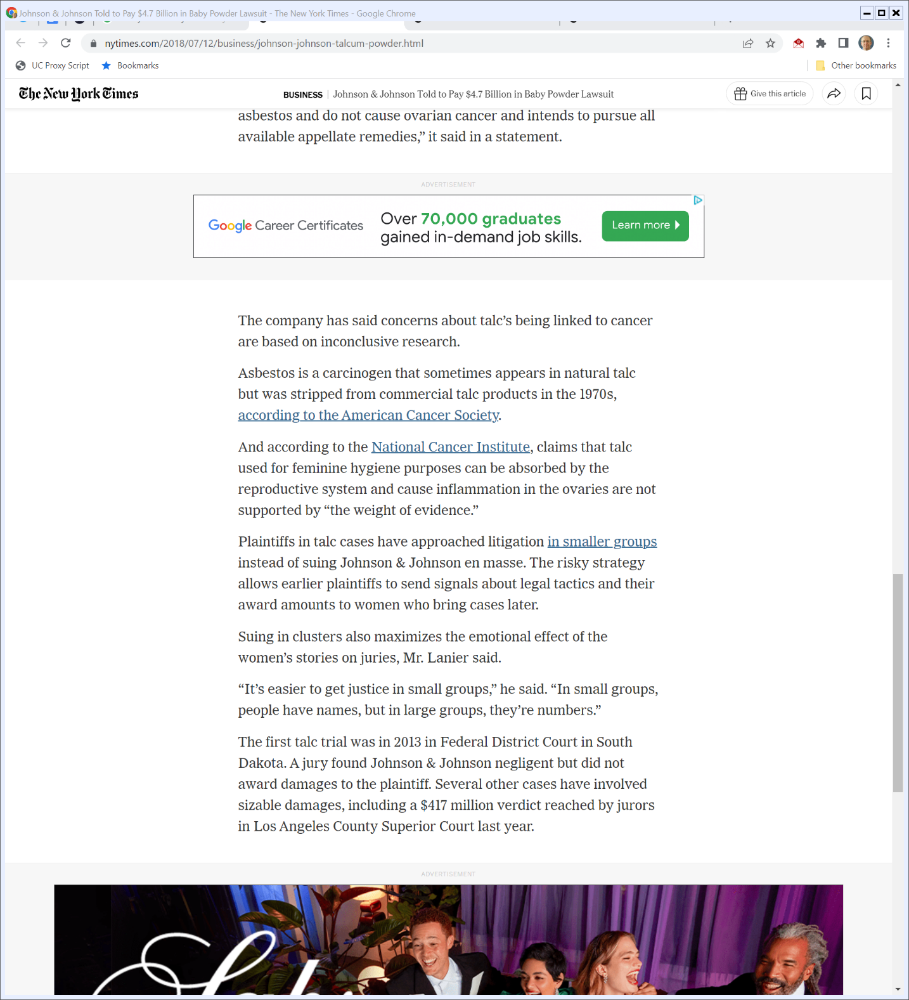 Johnson & Johnson Told to Pay $4.7 Billion in Baby Powder Lawsuit - The New York Times - Google Chrome
nytimes.com/2018/07/12/business/johnson-johnson-talcum-powder.html
UC Proxy Script
Bookmarks
Other bookmarks
The New York Times
BUSINESS | Johnson & Johnson Told to Pay $4.7 Billion in Baby Powder Lawsuit
Give this article
asbestos and do not cause ovarian cancer and intends to pursue all
available appellate remedies,” it said in a statement.
ADVERTISEMENT
Google Career Certificates
Over 70,000 graduates
gained in-demand job skills.
Learn more
The company has said concerns about talc’s being linked to cancer
are based on inconclusive research.
Asbestos is a carcinogen that sometimes appears in natural talc
but was stripped from commercial talc products in the 1970s,
according to the American Cancer Society.
And according to the National Cancer Institute, claims that talc
used for feminine hygiene purposes can be absorbed by the
reproductive system and cause inflammation in the ovaries are not
supported by “the weight of evidence.”
Plaintiffs in talc cases have approached litigation in smaller groups
instead of suing Johnson & Johnson en masse. The risky strategy
allows earlier plaintiffs to send signals about legal tactics and their
award amounts to women who bring cases later.
Suing in clusters also maximizes the emotional effect of the
women’s stories on juries, Mr. Lanier said.
“It’s easier to get justice in small groups,” he said. “In small groups,
people have names, but in large groups, they’re numbers.”
The first talc trial was in 2013 in Federal District Court in South
Dakota. A jury found Johnson & Johnson negligent but did not
award damages to the plaintiff. Several other cases have involved
sizable damages, including a $417 million verdict reached by jurors
in Los Angeles County Superior Court last year.
ADVERTISEMENT